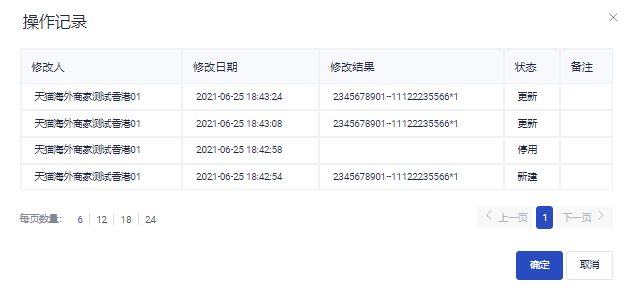 操作记录
修改人 修改日期 修改结果 状态 备注
天猫海外商家测试香港01 2021-06-25 18:43:24 2345678901--11122235566*1 更新
天猫海外商家测试香港01 2021-06-25 18:43:08 2345678901--11122235566*1 更新
天猫海外商家测试香港01 2021-06-25 18:42:58 停用
天猫海外商家测试香港01 2021-06-25 18:42:54 2345678901--11122235566*1 新建
每页数量: 6 12 18 24 上一页 1 下一页
确定 取消